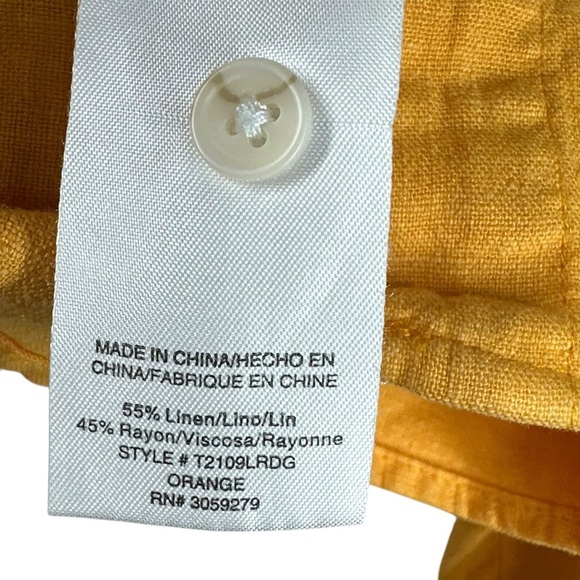 MADE IN CHINA/HECHO EN
CHINA/FABRIQUE EN CHINE
55% Linen/Lino/Lin
45% Rayon/Viscosa/Rayonne
STYLE # T2109LRDG
ORANGE
RN# 3059279